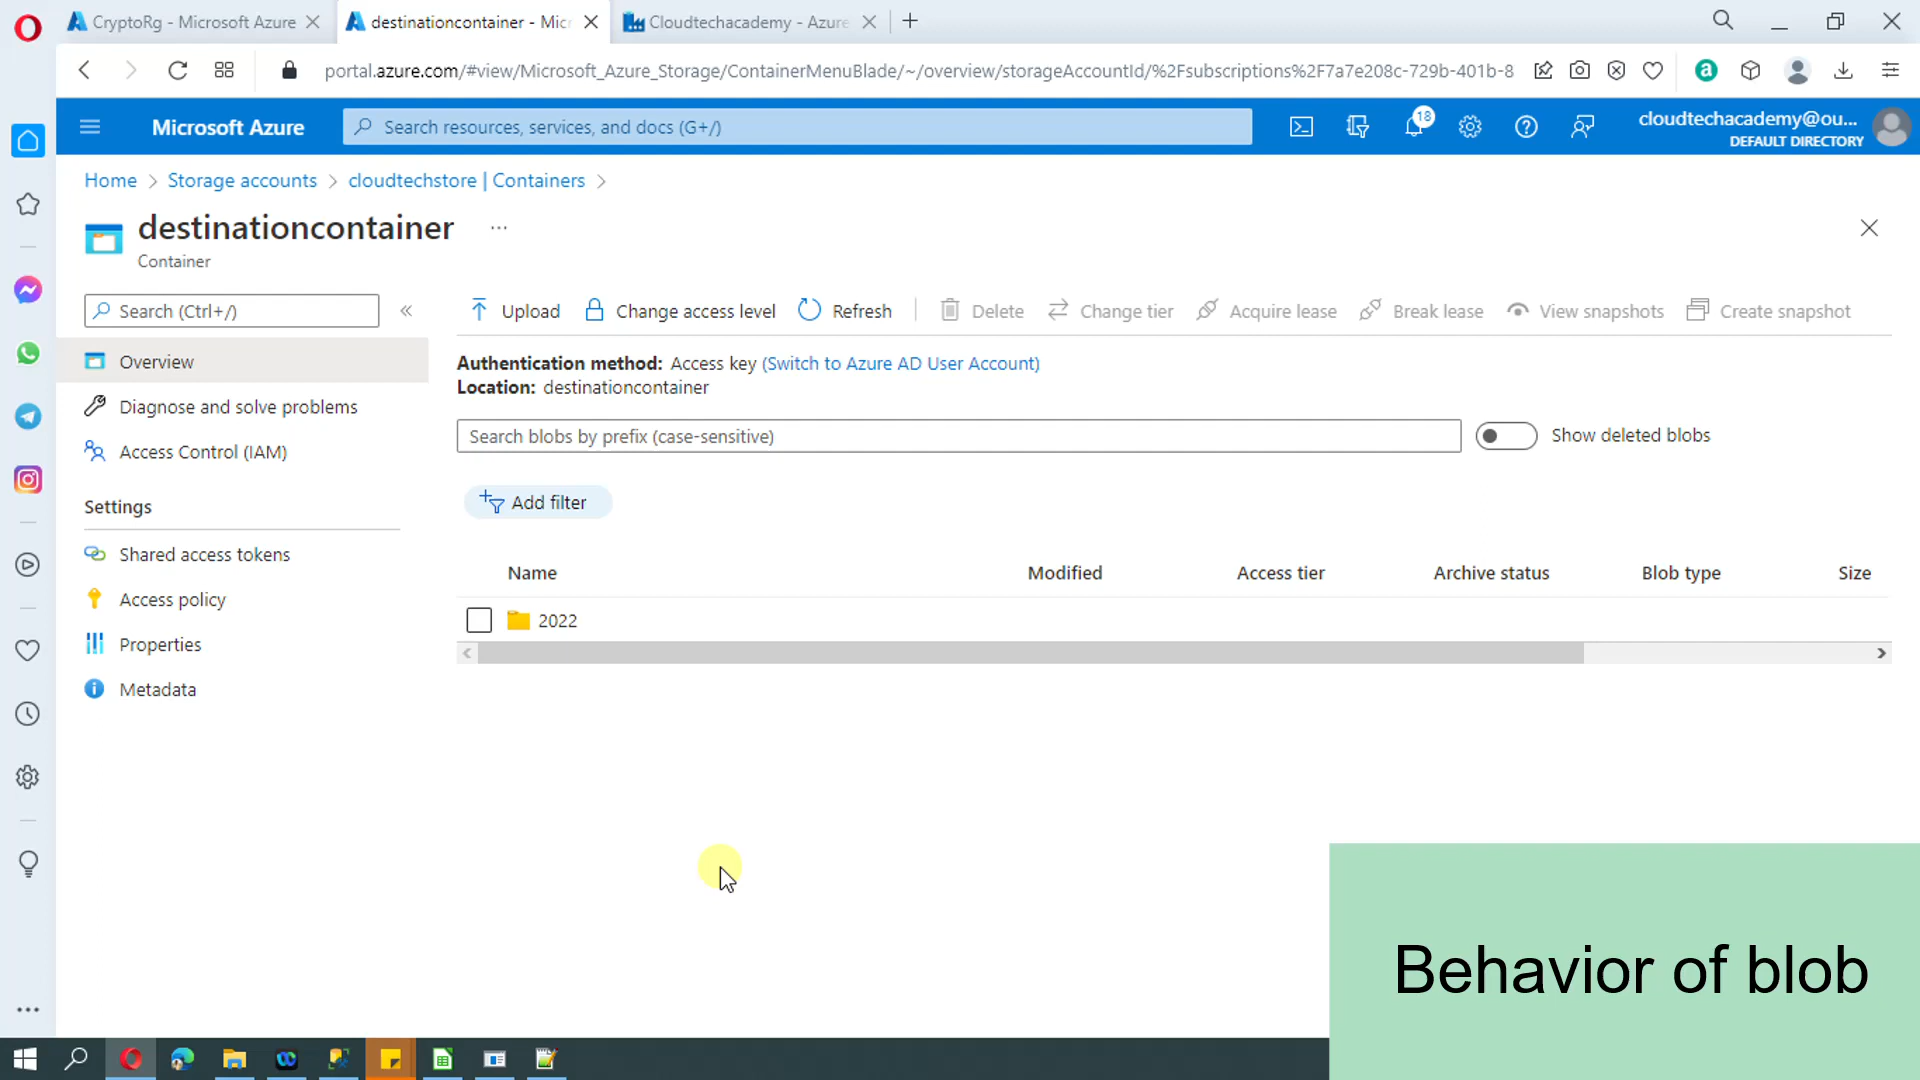 CryptoRg - Microsoft Azure
destinationcontainer - Mic
Cloudtechacademy - Azure
portal.azure.com/#view/Microsoft_Azure_Storage/ContainerMenuBlade/~/overview/storageAccountId/%2Fsubscriptions%2F7a7e208c-729b-401b-8
Microsoft Azure
Search resources, services, and docs (G+/)
18
cloudtechacademy@ou...
DEFAULT DIRECTORY
Home > Storage accounts > cloudtechstore | Containers >
destinationcontainer ...
Container
Search (Ctrl+/)
«
Upload
Change access level
Refresh
Delete
Change tier
Acquire lease
Break lease
View snapshots
Create snapshot
Overview
Diagnose and solve problems
Access Control (IAM)
Settings
Shared access tokens
Access policy
Properties
Metadata
Authentication method: Access key (Switch to Azure AD User Account)
Location: destinationcontainer
Search blobs by prefix (case-sensitive)
Show deleted blobs
Add filter
Name Modified Access tier Archive status Blob type Size
2022
Behavior of blob